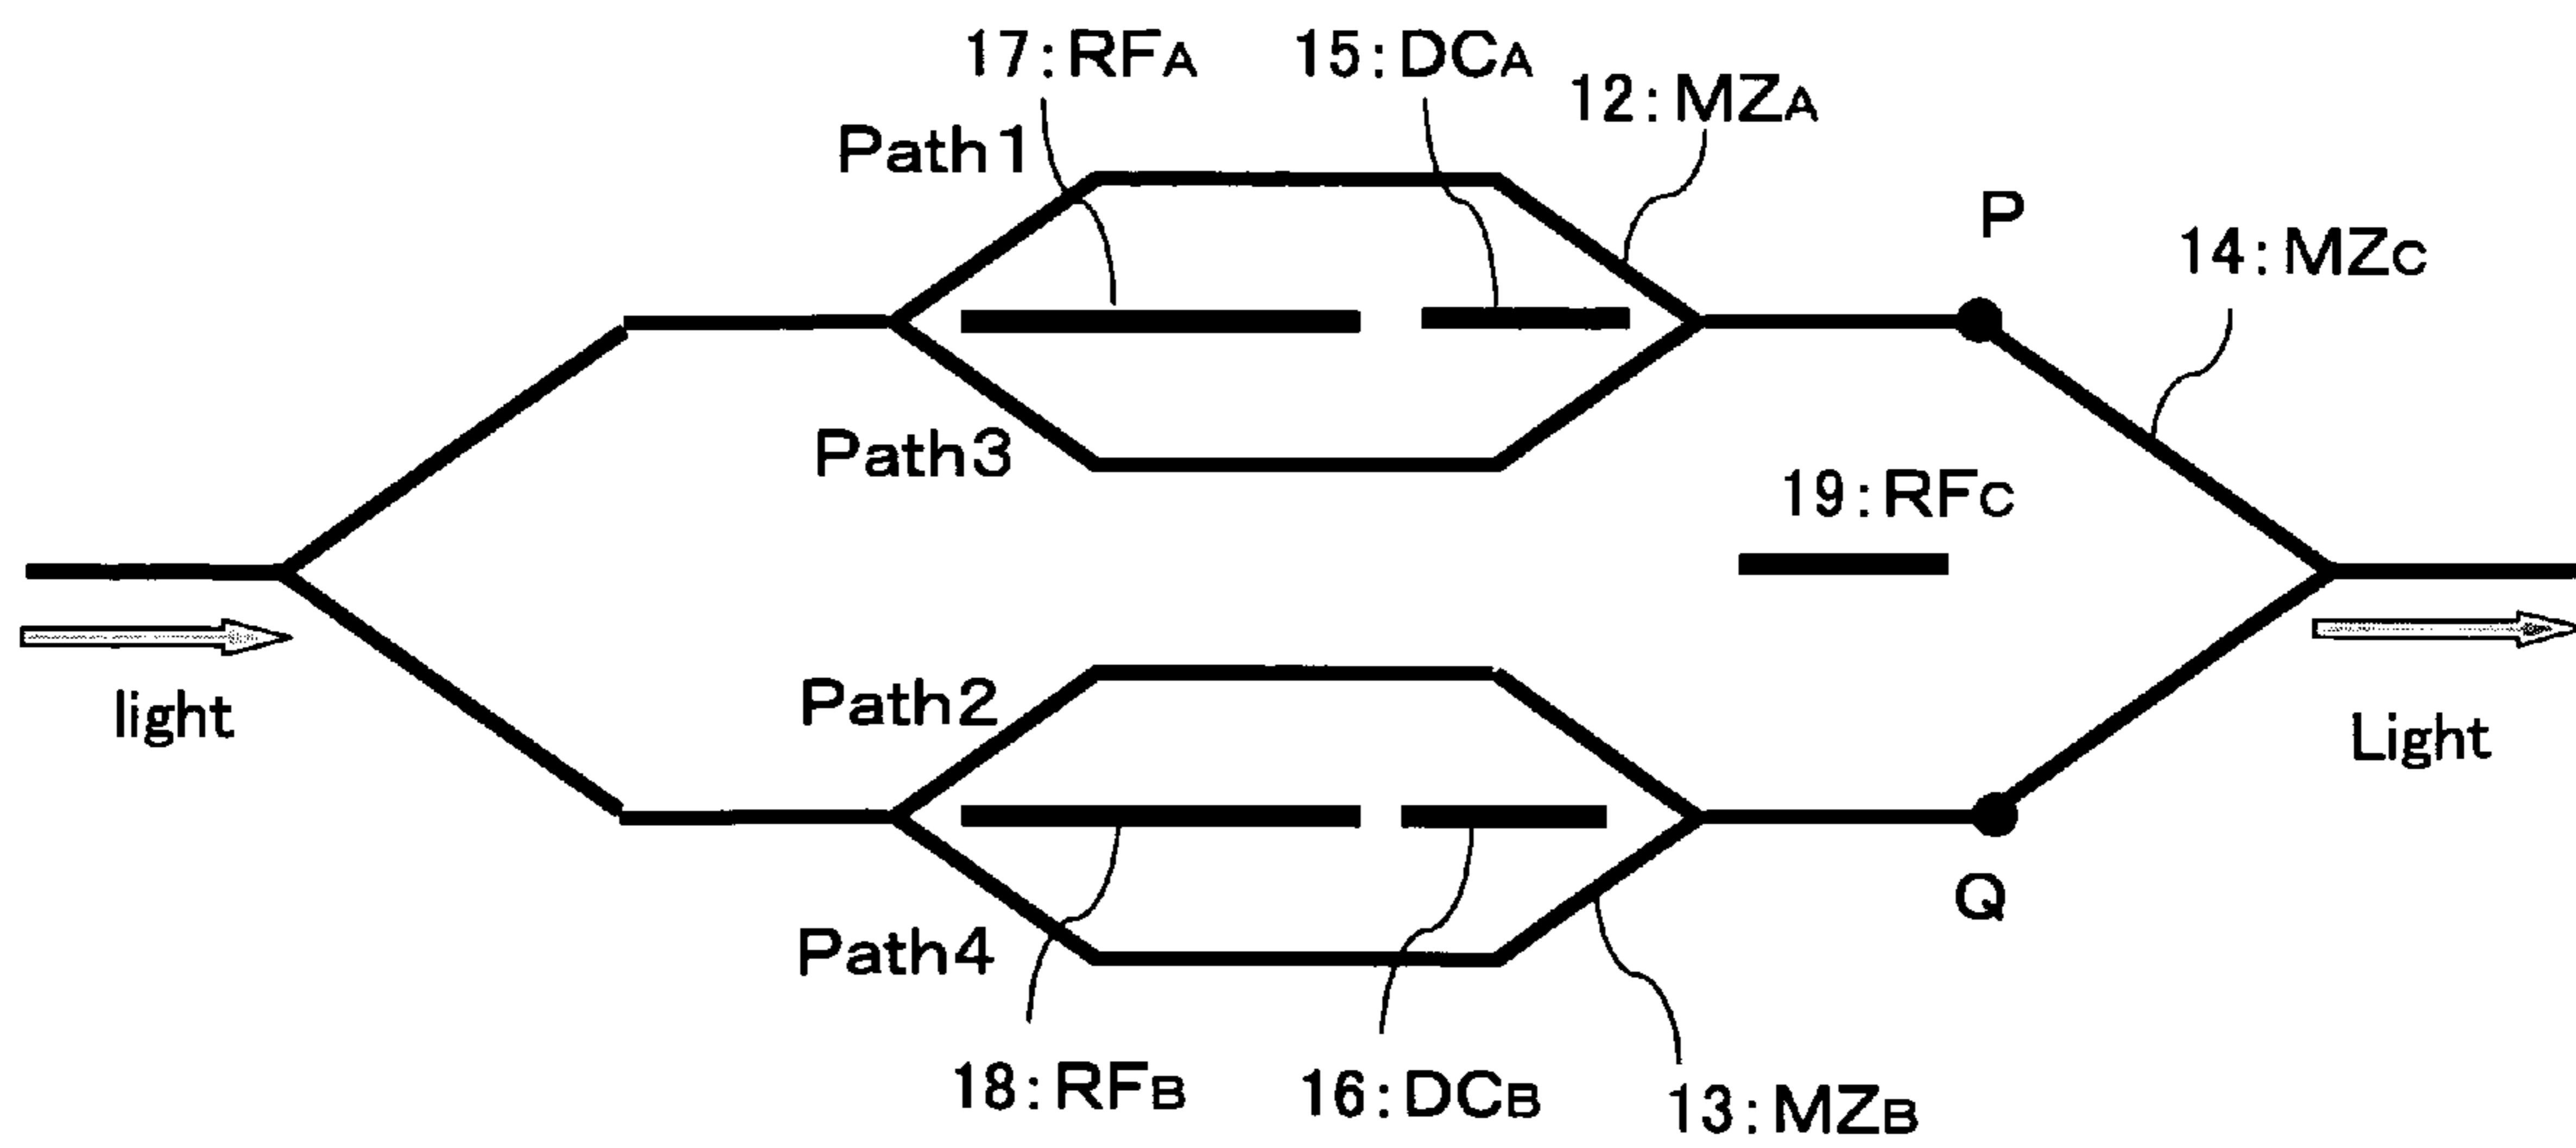 17:RFA
15:DCA
12:MZA
Path1
P
14:MZC
Path3
19:RFC
light
Path2
Light
Q
Path4
18:RFB
16:DCB
13:MZB